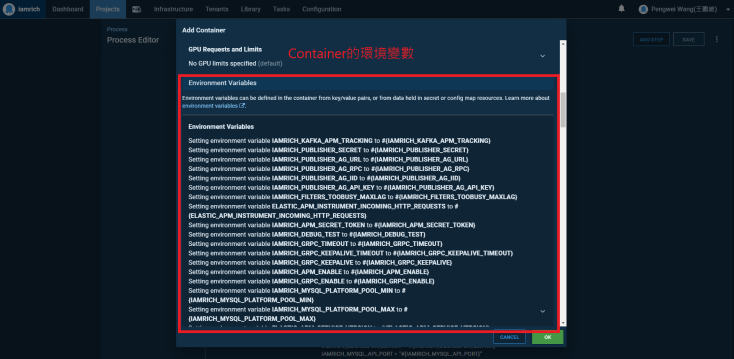 iamrich Dashboard Projects Infrastructure Tenants Library Tasks Configuration Pengwei Wang(王鵬維)
Process
Process Editor
ADD STEP SAVE
Add Container
GPU Requests and Limits
No GPU limits specified (default)
Container的環境變數
Environment Variables
Environment variables can be defined in the container from key/value pairs, or from data held in secret or config map resources. Learn more about
environment variables.
Environment Variables
Setting environment variable IAMRICH_KAFKA_APM_TRACKING to #{IAMRICH_KAFKA_APM_TRACKING}
Setting environment variable IAMRICH_PUBLISHER_SECRET to #{IAMRICH_PUBLISHER_SECRET}
Setting environment variable IAMRICH_PUBLISHER_AG_URL to #{IAMRICH_PUBLISHER_AG_URL}
Setting environment variable IAMRICH_PUBLISHER_AG_RPC to #{IAMRICH_PUBLISHER_AG_RPC}
Setting environment variable IAMRICH_PUBLISHER_AG_IID to #{IAMRICH_PUBLISHER_AG_IID}
Setting environment variable IAMRICH_PUBLISHER_AG_API_KEY to #{IAMRICH_PUBLISHER_AG_API_KEY}
Setting environment variable IAMRICH_FILTERS_TOOBUSY_MAXLAG to #{IAMRICH_FILTERS_TOOBUSY_MAXLAG}
Setting environment variable ELASTIC_APM_INSTRUMENT_INCOMING_HTTP_REQUESTS to #
{ELASTIC_APM_INSTRUMENT_INCOMING_HTTP_REQUESTS}
Setting environment variable IAMRICH_APM_SECRET_TOKEN to #{IAMRICH_APM_SECRET_TOKEN}
Setting environment variable IAMRICH_DEBUG_TEST to #{IAMRICH_DEBUG_TEST}
Setting environment variable IAMRICH_GRPC_TIMEOUT to #{IAMRICH_GRPC_TIMEOUT}
Setting environment variable IAMRICH_GRPC_KEEPALIVE_TIMEOUT to #{IAMRICH_GRPC_KEEPALIVE_TIMEOUT}
Setting environment variable IAMRICH_GRPC_KEEPALIVE to #{IAMRICH_GRPC_KEEPALIVE}
Setting environment variable IAMRICH_APM_ENABLE to #{IAMRICH_APM_ENABLE}
Setting environment variable IAMRICH_GRPC_ENABLE to #{IAMRICH_GRPC_ENABLE}
Setting environment variable IAMRICH_MYSQL_PLATFORM_POOL_MIN to #
{IAMRICH_MYSQL_PLATFORM_POOL_MIN}
Setting environment variable IAMRICH_MYSQL_PLATFORM_POOL_MAX to #
{IAMRICH_MYSQL_PLATFORM_POOL_MAX}
CANCEL OK
IAMRICH_MYSQL_API_PORT = "#{IAMRICH_MYSQL_API_PORT}"